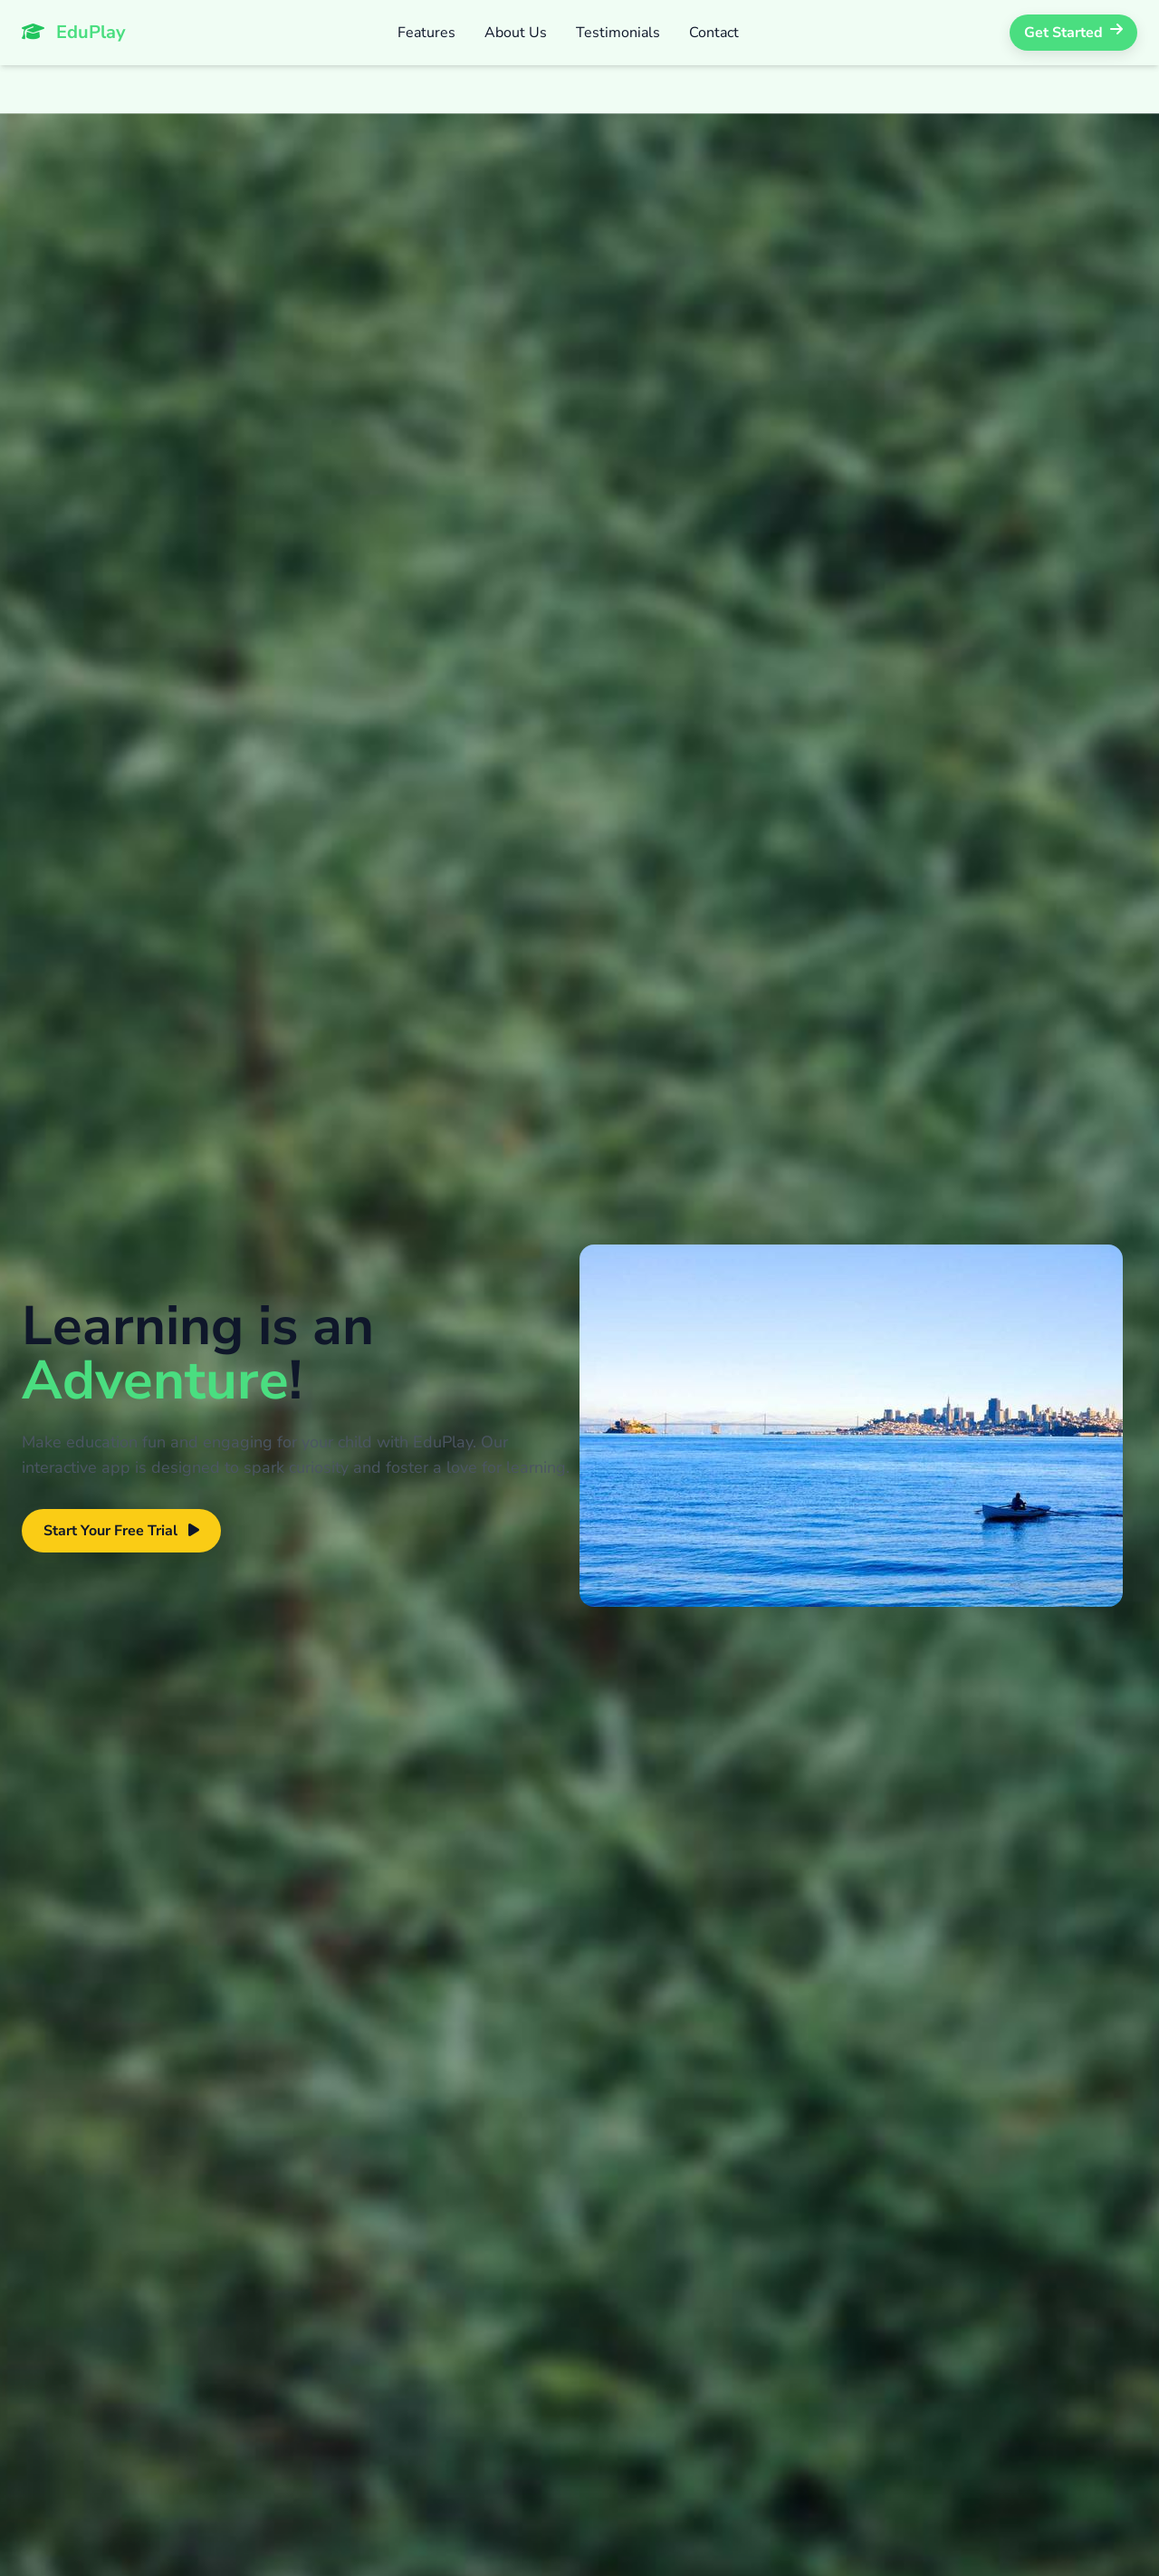 EduPlay
Features
About Us
Testimonials
Contact
Get Started
Learning is an
Adventure!
Make education fun and engaging for your child with EduPlay. Our
interactive app is designed to spark curiosity and foster a love for learning.
Start Your Free Trial